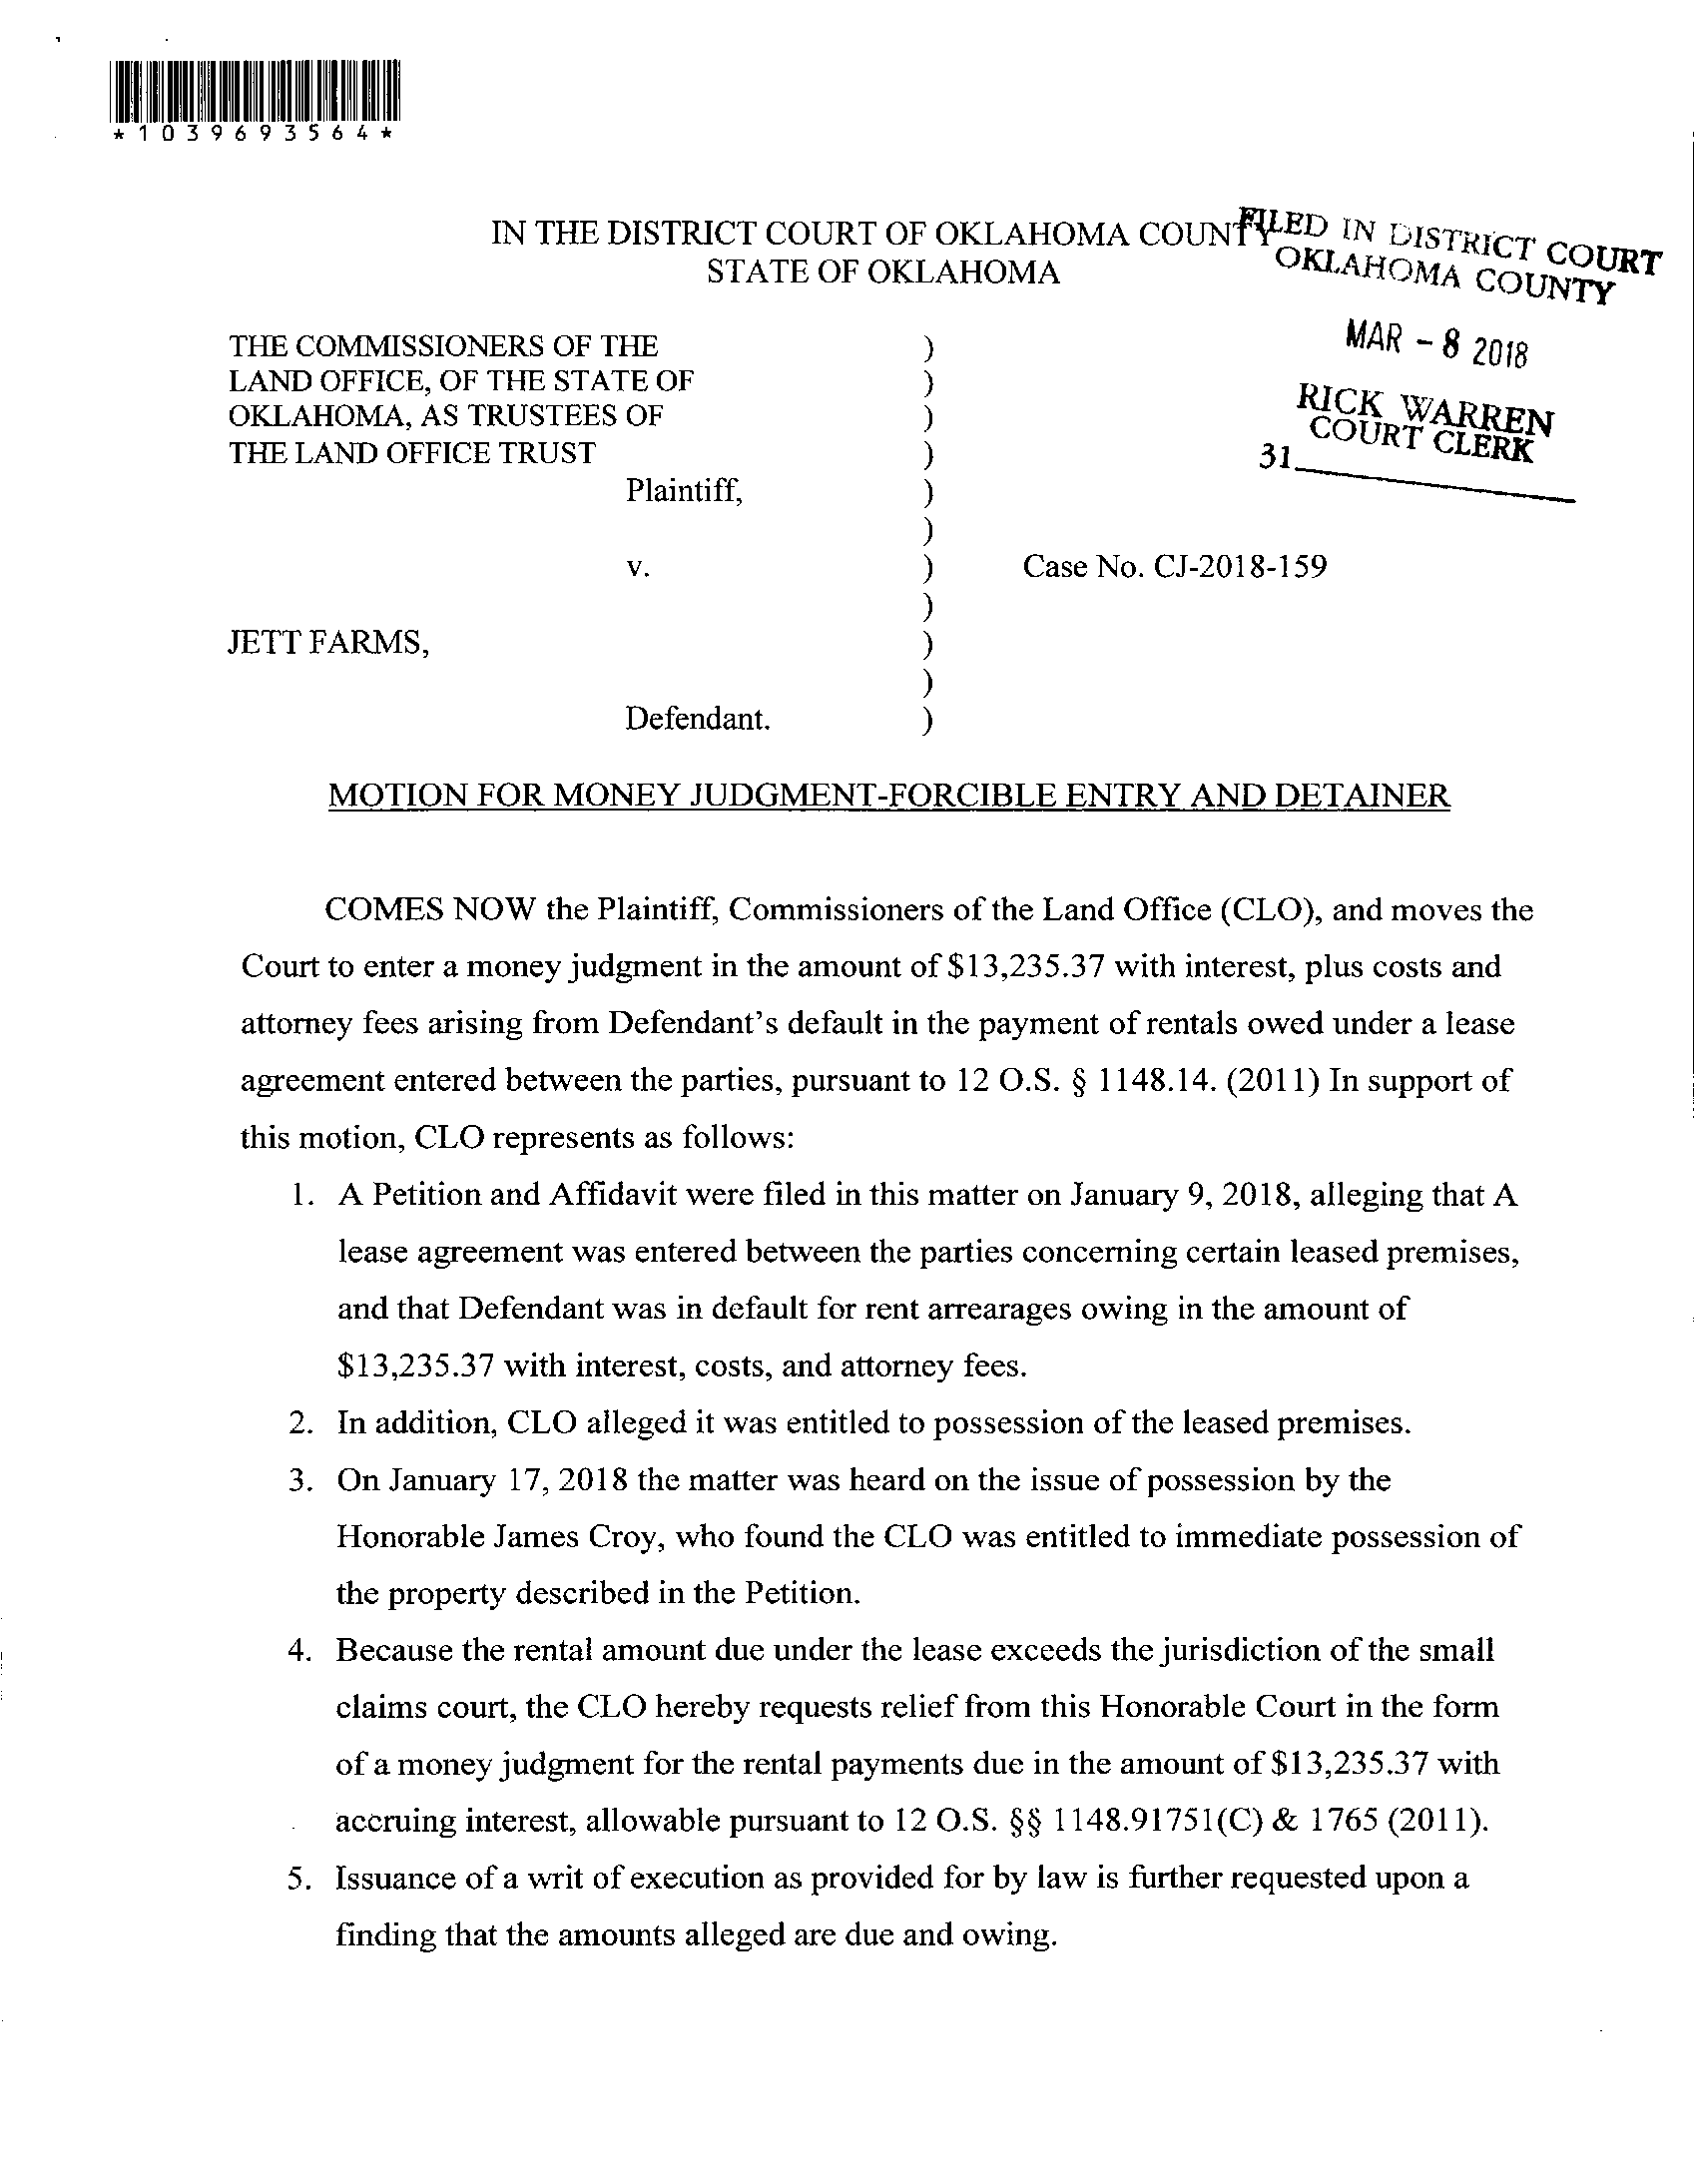 *1039693564*
IN THE DISTRICT COURT OF OKLAHOMA COUNTY
STATE OF OKLAHOMA
FILED IN DISTRICT COURT
OKLAHOMA COUNTY
MAR - 8 2018
RICK WARREN
COURT CLERK
31
THE COMMISSIONERS OF THE )
LAND OFFICE, OF THE STATE OF )
OKLAHOMA, AS TRUSTEES OF )
THE LAND OFFICE TRUST )
Plaintiff, )
)
v. ) Case No. CJ-2018-159
)
JETT FARMS, )
)
Defendant. )
MOTION FOR MONEY JUDGMENT-FORCIBLE ENTRY AND DETAINER
COMES NOW the Plaintiff, Commissioners of the Land Office (CLO), and moves the
Court to enter a money judgment in the amount of $13,235.37 with interest, plus costs and
attorney fees arising from Defendant's default in the payment of rentals owed under a lease
agreement entered between the parties, pursuant to 12 O.S. § 1148.14. (2011) In support of
this motion, CLO represents as follows:
1. A Petition and Affidavit were filed in this matter on January 9, 2018, alleging that A
lease agreement was entered between the parties concerning certain leased premises,
and that Defendant was in default for rent arrearages owing in the amount of
$13,235.37 with interest, costs, and attorney fees.
2. In addition, CLO alleged it was entitled to possession of the leased premises.
3. On January 17, 2018 the matter was heard on the issue of possession by the
Honorable James Croy, who found the CLO was entitled to immediate possession of
the property described in the Petition.
4. Because the rental amount due under the lease exceeds the jurisdiction of the small
claims court, the CLO hereby requests relief from this Honorable Court in the form
of a money judgment for the rental payments due in the amount of $13,235.37 with
accruing interest, allowable pursuant to 12 O.S. §§ 1148.91751(C) & 1765 (2011).
5. Issuance of a writ of execution as provided for by law is further requested upon a
finding that the amounts alleged are due and owing.